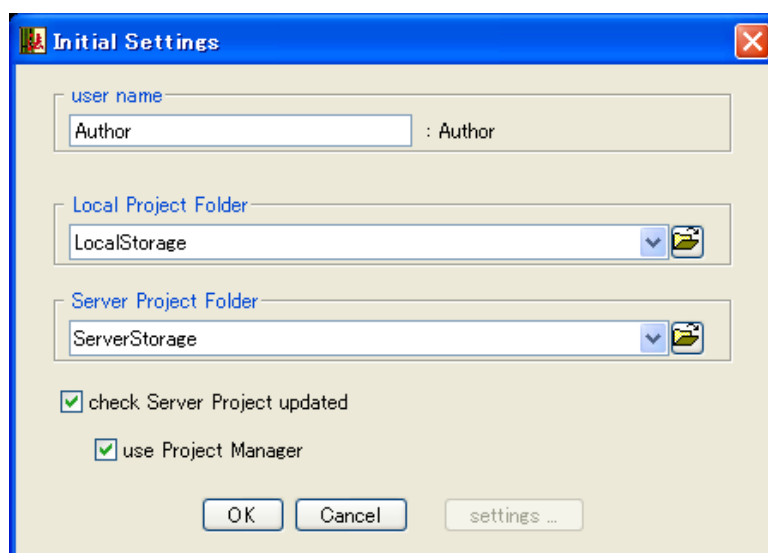 Initial Settings
user name
Author : Author
Local Project Folder
LocalStorage
Server Project Folder
ServerStorage
check Server Project updated
use Project Manager
OK Cancel settings ...